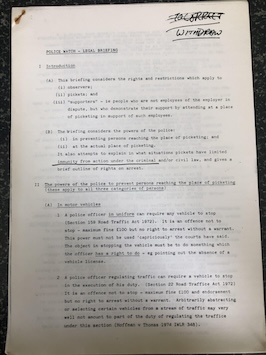 INCORRECT
WITHDRAW
POLICE WATCH - LEGAL BRIEFING
I Introduction
(a) This briefing considers the rights and restrictions which apply to
(i) observers;
(ii) pickets; and
(iii) "supporters" - ie people who are not employees of the employer in
dispute, but who demonstrate their support by attending at a place
of picketing in support of such employees.
(b) The briefing considers the powers of the police:
(i) in preventing persons reaching the place of picketing; and
(ii) at the actual place of picketing.
It also attempts to explain in what situations pickets have limited
immunity from action under the criminal and/or civil law, and gives a
brief outline of rights on arrest.
II The powers of the police to prevent persons reaching the place of picketing
(these apply to all three categories of persons)
(a) In motor vehicles
1 A police officer in uniform can require any vehicle to stop
(Section 159 Road Traffic Act 1972). It is an offence not to
stop - maximum fine £100 but no right to arrest without a warrant.
This power must not be used 'capriciously' the courts have said.
The object in stopping the vehicle must be to do something which
the officer has a right to do - eg pointing out the absence of a
vehicle licence.
2 A police officer regulating traffic can require a vehicle to stop
in the execution of his duty. (Section 22 Road Traffic Act 1972)
It is an offence not to stop - maximum fine £100 and endorsement
but no right to arrest without a warrant. Arbitrarily abstracting
or selecting certain vehicles from a stream of traffic may very
well not amount to part of the duty of regulating the traffic
under this section (Hoffman v Thomas 1974 1WLR 1